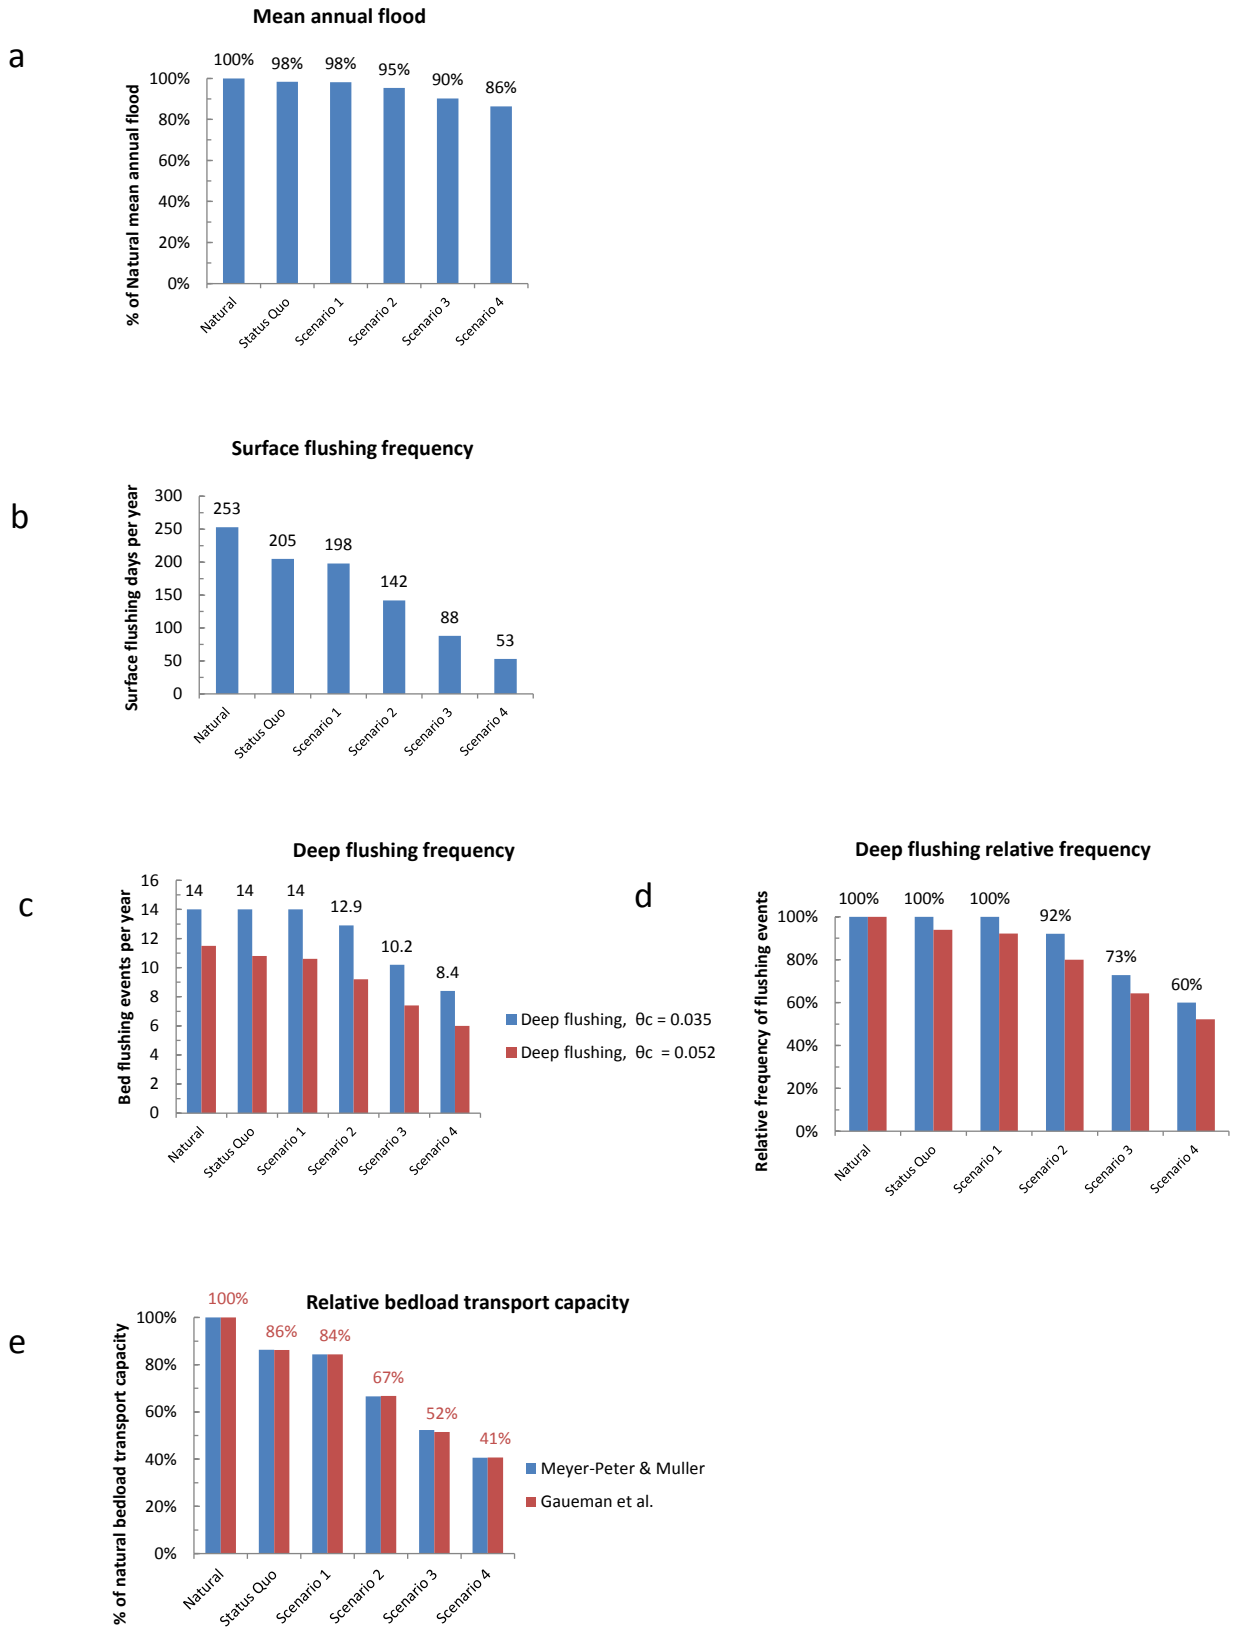 Mean annual flood
a
% of Natural mean annual flood
100%
80%
60%
40%
20%
0%
100%
98%
98%
95%
90%
86%
Natural
Status Quo
Scenario 1
Scenario 2
Scenario 3
Scenario 4
Surface flushing frequency
b
Surface flushing days per year
300
250
200
150
100
50
0
253
205
198
142
88
53
Natural
Status Quo
Scenario 1
Scenario 2
Scenario 3
Scenario 4
Deep flushing frequency
c
Bed flushing events per year
16
14
12
10
8
6
4
2
0
14
14
14
12.9
10.2
8.4
Natural
Status Quo
Scenario 1
Scenario 2
Scenario 3
Scenario 4
Deep flushing, θc = 0.035
Deep flushing, θc = 0.052
Deep flushing relative frequency
d
Relative frequency of flushing events
100%
80%
60%
40%
20%
0%
100%
100%
100%
92%
73%
60%
Natural
Status Quo
Scenario 1
Scenario 2
Scenario 3
Scenario 4
Relative bedload transport capacity
e
% of natural bedload transport capacity
100%
80%
60%
40%
20%
0%
100%
86%
84%
67%
52%
41%
Natural
Status Quo
Scenario 1
Scenario 2
Scenario 3
Scenario 4
Meyer-Peter & Muller
Gaueman et al.